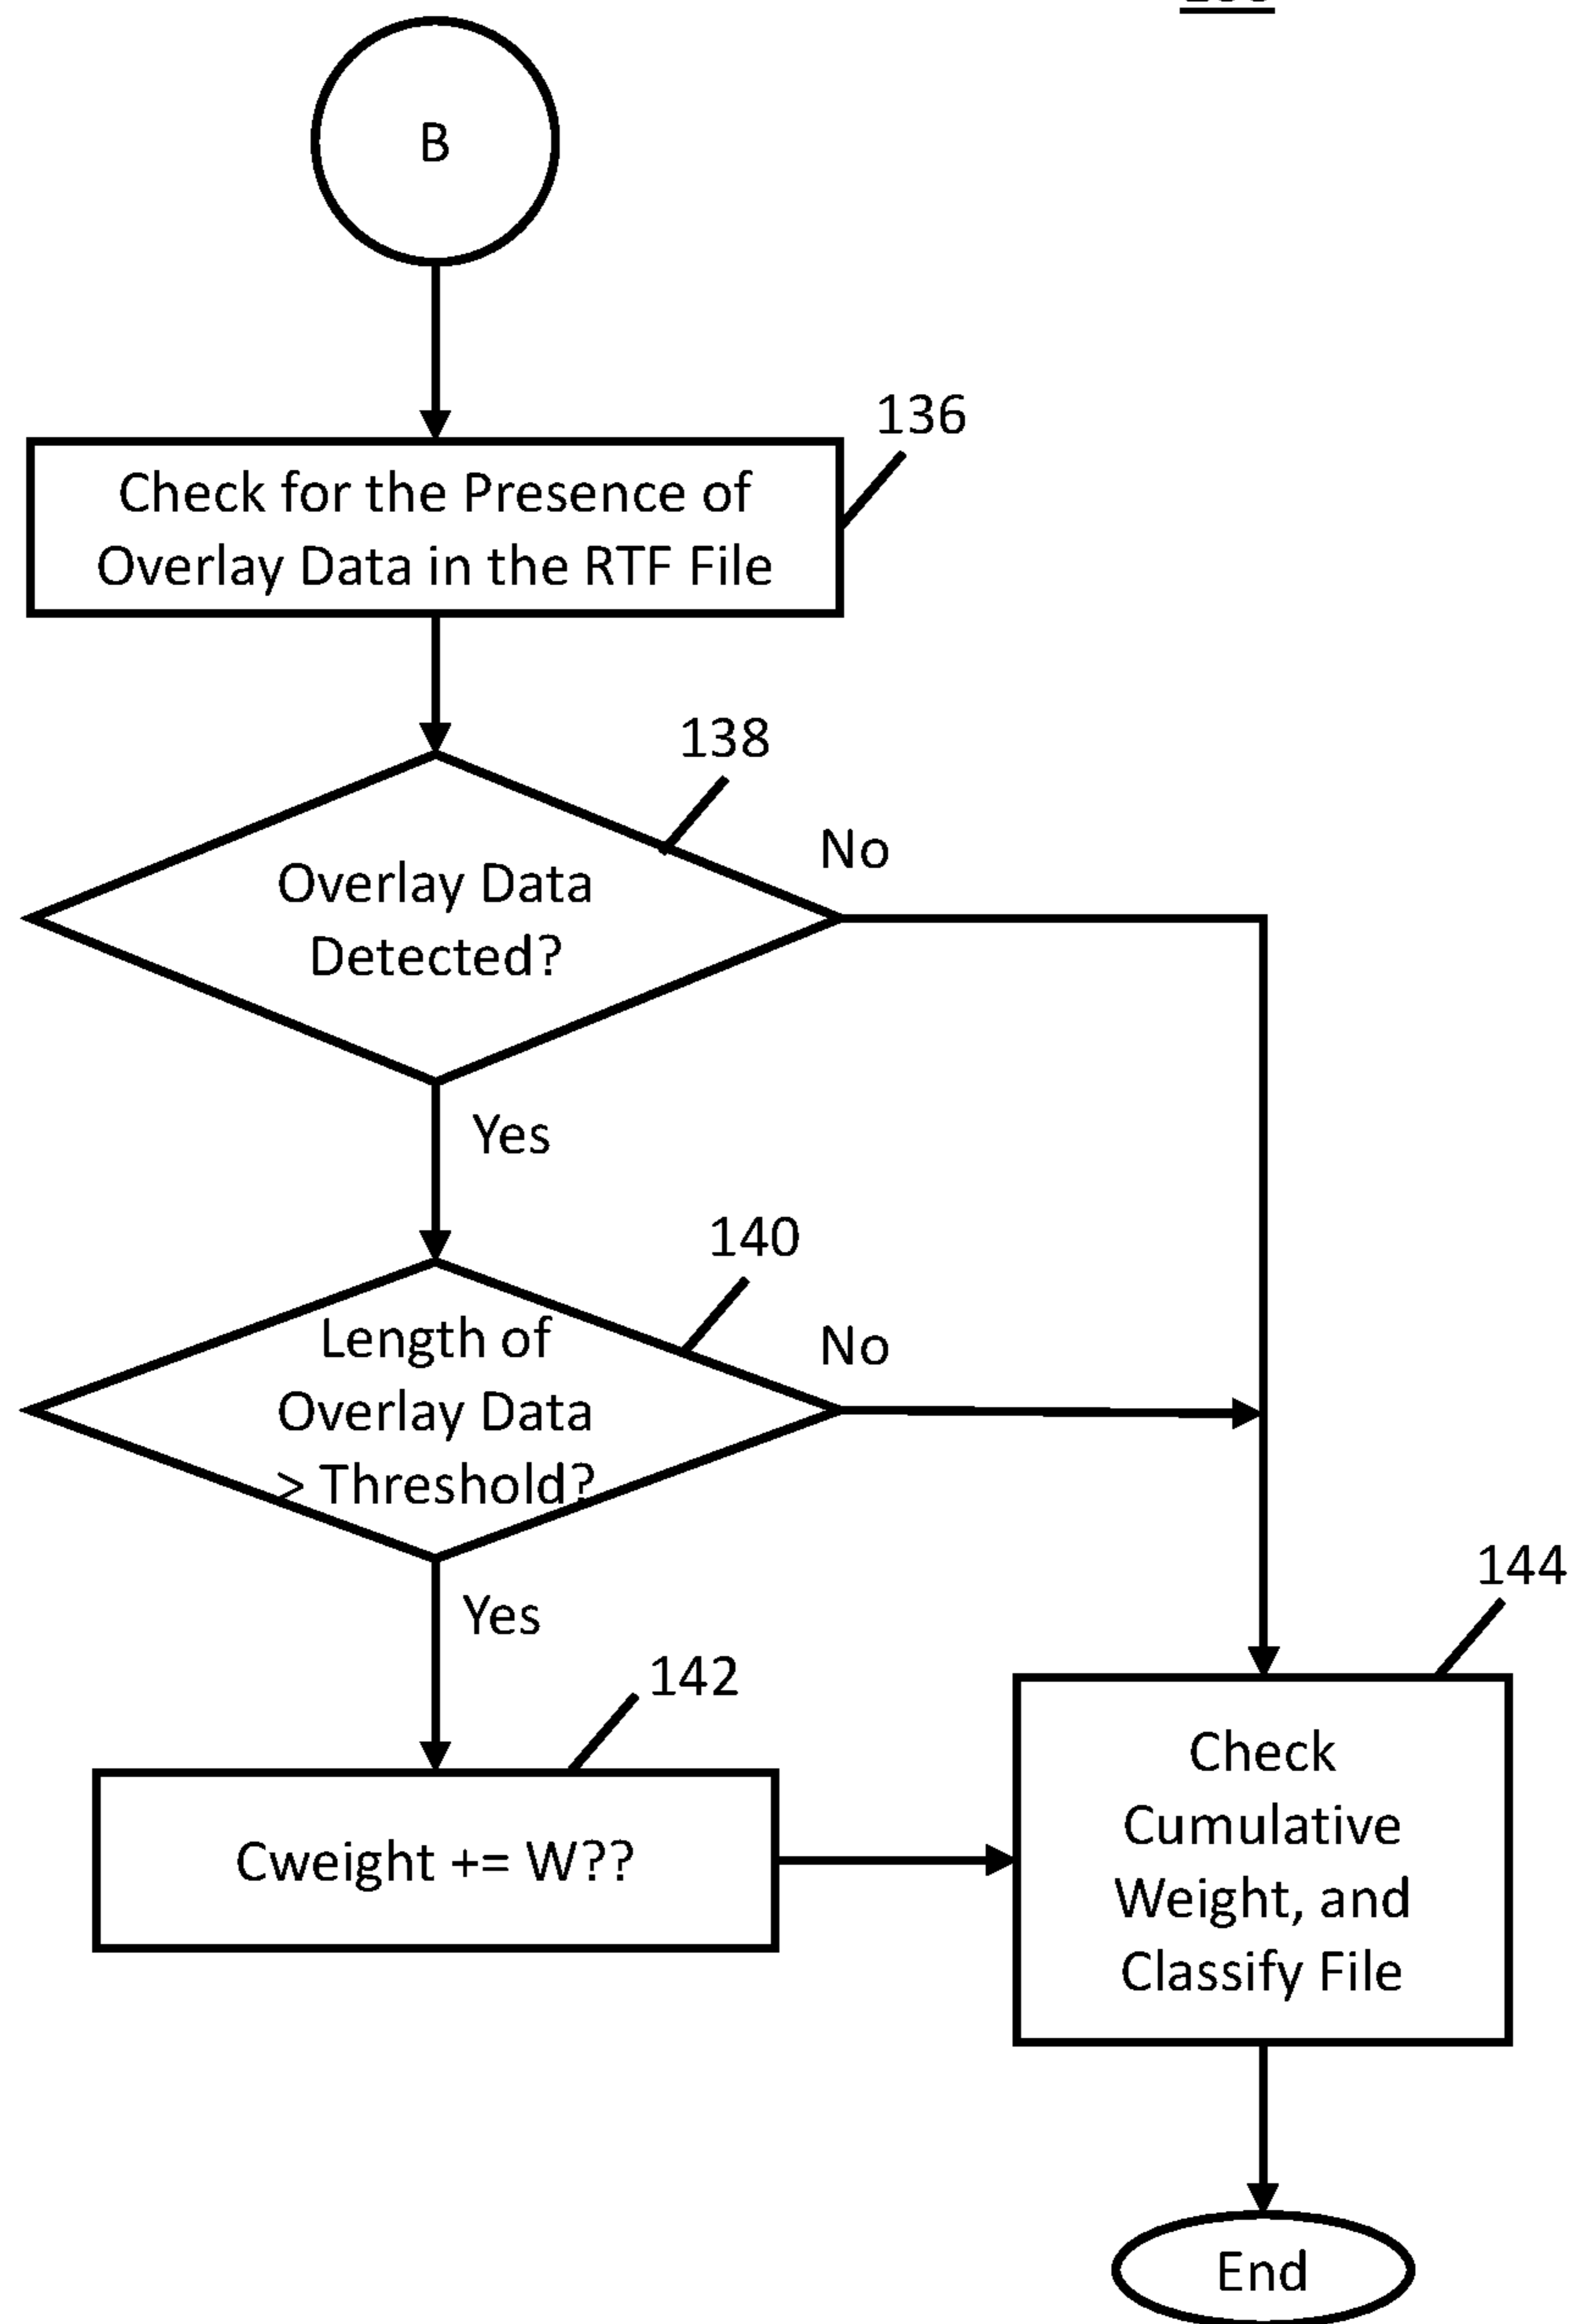 B
136
Check for the Presence of
Overlay Data in the RTF File
138
No
Overlay Data
Detected?
Yes
140
No
Length of
Overlay Data
> Threshold?
Yes
142
144
Cweight += W??
Check
Cumulative
Weight, and
Classify File
End